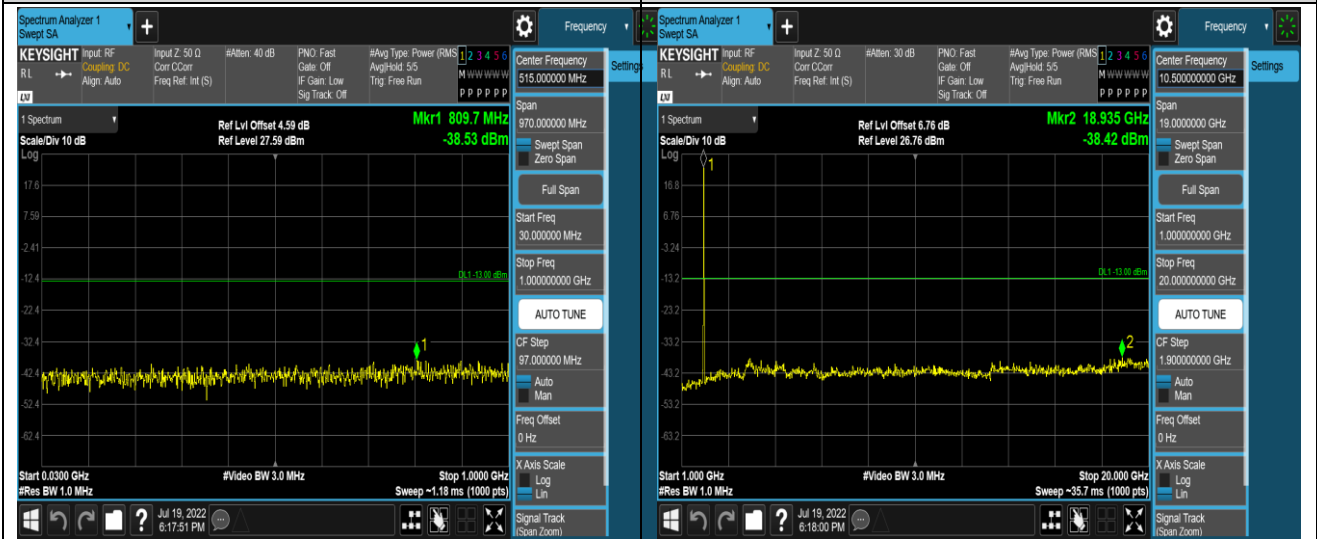 Spectrum Analyzer 1
Swept SA
+
Frequency
KEYSIGHT
RL
LXI
Input: RF
Coupling: DC
Align: Auto
Input Z: 50 Ω
Corr CCorr
Freq Ref: Int (S)
#Atten: 40 dB
PNO: Fast
Gate: Off
IF Gain: Low
Sig Track: Off
#Avg Type: Power (RMS
Avg|Hold: 5/5
Trig: Free Run
1 2 3 4 5 6
M W W W W W
P P P P P P
1 Spectrum
Scale/Div 10 dB
Log
Ref Lvl Offset 4.59 dB
Ref Level 27.59 dBm
Mkr1 809.7 MHz
-38.53 dBm
17.6
7.59
-2.41
-12.4
-22.4
-32.4
-42.4
-52.4
-62.4
DL1 -13.00 dBm
1
Start 0.0300 GHz
#Res BW 1.0 MHz
#Video BW 3.0 MHz
Stop 1.0000 GHz
Sweep ~1.18 ms (1000 pts)
Center Frequency
515.000000 MHz
Span
970.000000 MHz
Swept Span
Zero Span
Full Span
Start Freq
30.000000 MHz
Stop Freq
1.000000000 GHz
AUTO TUNE
CF Step
97.000000 MHz
Auto
Man
Freq Offset
0 Hz
X Axis Scale
Log
Lin
Signal Track
(Span Zoom)
Settings
?
Jul 19, 2022
6:17:51 PM
Spectrum Analyzer 1
Swept SA
+
Frequency
KEYSIGHT
RL
LXI
Input: RF
Coupling: DC
Align: Auto
Input Z: 50 Ω
Corr CCorr
Freq Ref: Int (S)
#Atten: 30 dB
PNO: Fast
Gate: Off
IF Gain: Low
Sig Track: Off
#Avg Type: Power (RMS
Avg|Hold: 5/5
Trig: Free Run
1 2 3 4 5 6
M W W W W W
P P P P P P
1 Spectrum
Scale/Div 10 dB
Log
Ref Lvl Offset 6.76 dB
Ref Level 26.76 dBm
Mkr2 18.935 GHz
-38.42 dBm
16.8
6.76
-3.24
-13.2
-23.2
-33.2
-43.2
-53.2
-63.2
DL1 -13.00 dBm
1
2
Start 1.000 GHz
#Res BW 1.0 MHz
#Video BW 3.0 MHz
Stop 20.000 GHz
Sweep ~35.7 ms (1000 pts)
Center Frequency
10.500000000 GHz
Span
19.0000000 GHz
Swept Span
Zero Span
Full Span
Start Freq
1.000000000 GHz
Stop Freq
20.000000000 GHz
AUTO TUNE
CF Step
1.900000000 GHz
Auto
Man
Freq Offset
0 Hz
X Axis Scale
Log
Lin
Signal Track
(Span Zoom)
Settings
?
Jul 19, 2022
6:18:00 PM